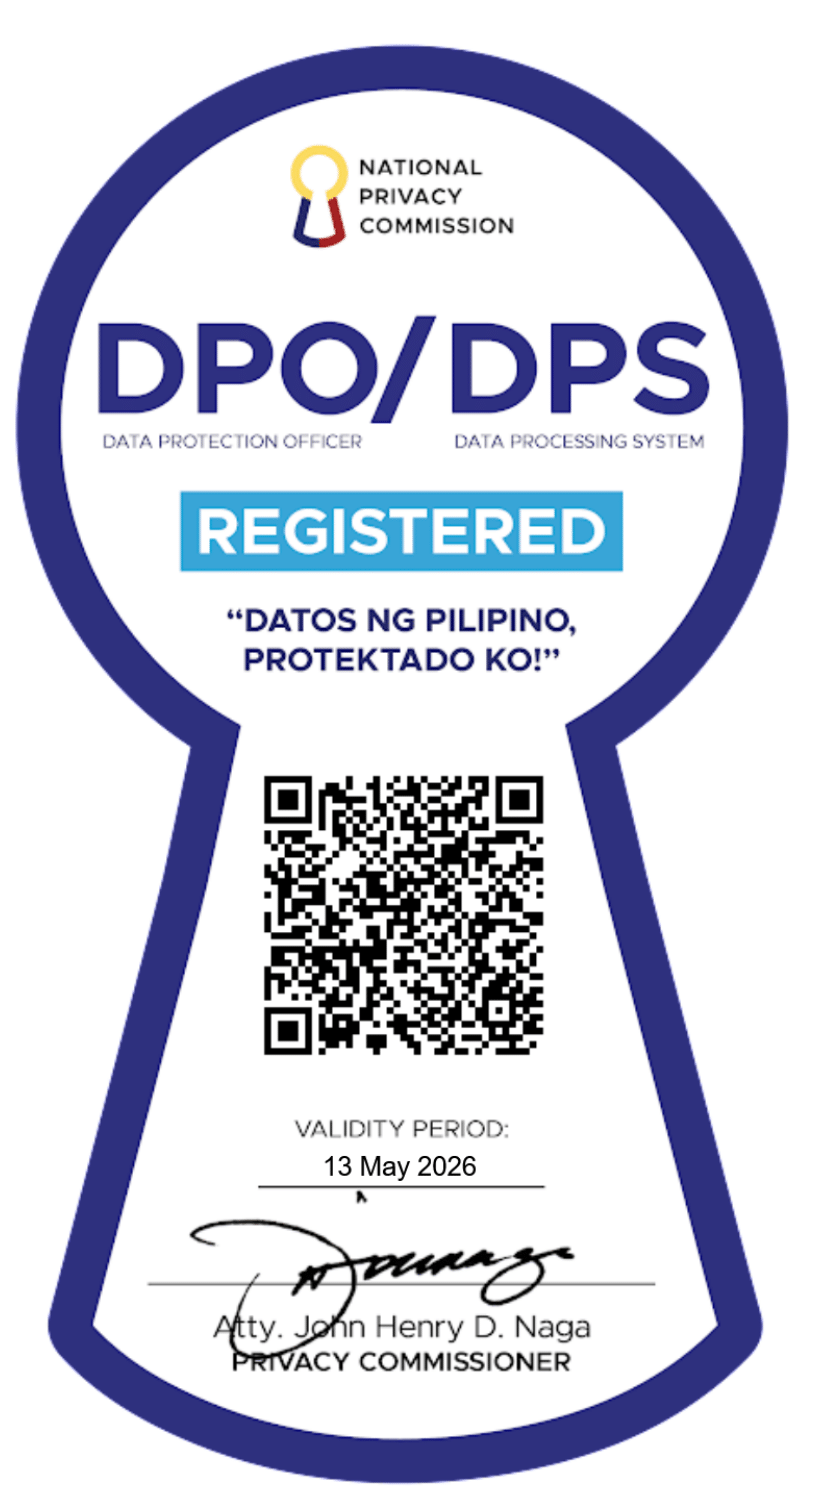 NATIONAL
PRIVACY
COMMISSION
DPO/DPS
DATA PROTECTION OFFICER DATA PROCESSING SYSTEM
REGISTERED
“DATOS NG PILIPINO,
PROTEKTADO KO!”
VALIDITY PERIOD:
13 May 2026
Atty. John Henry D. Naga
PRIVACY COMMISSIONER